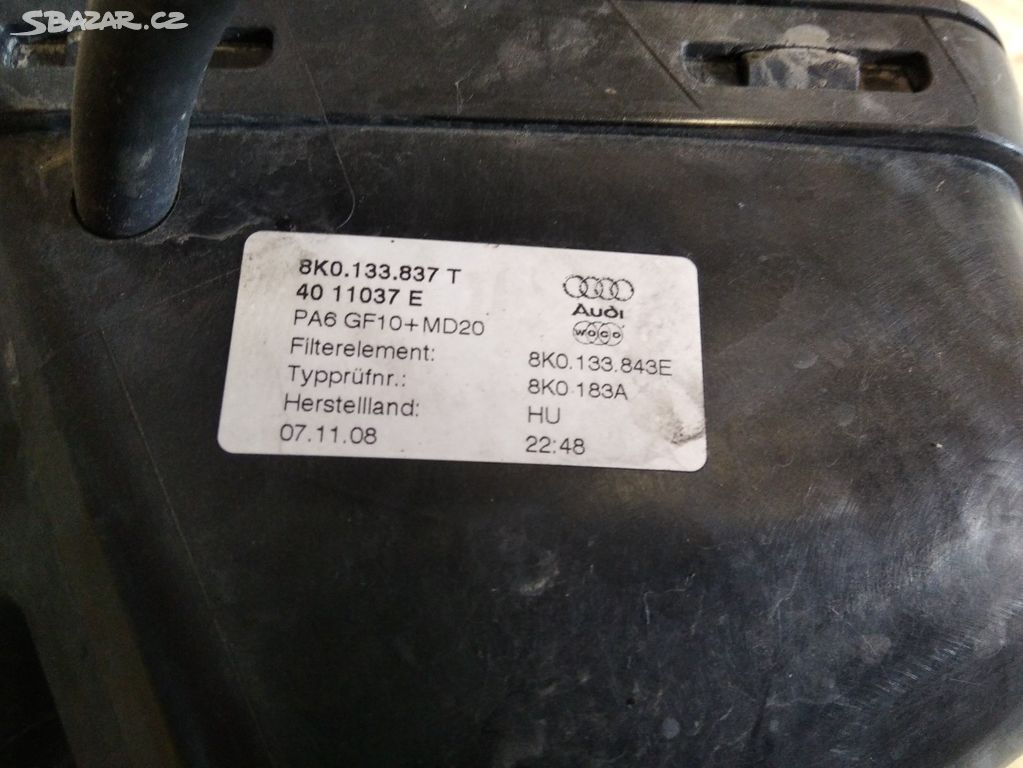 SBAZAR.CZ
8K0.133.837 T
40 11037 E
PA6 GF10+MD20
Audi
WOCO
Filterelement: 8K0.133.843E
Typprüfnr.: 8K0 183A
Herstellland: HU
07.11.08 22:48